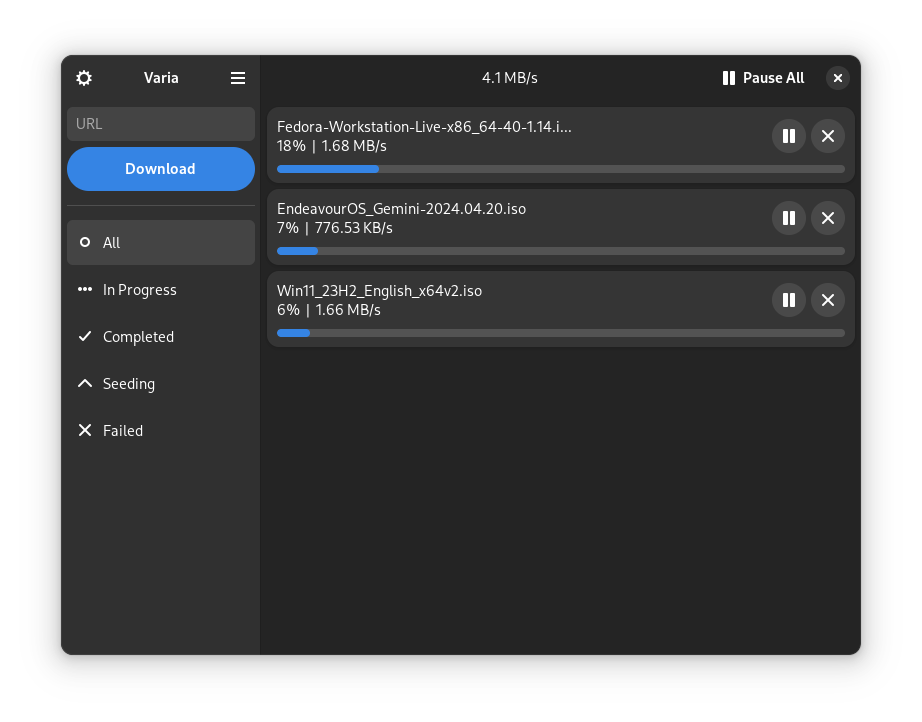 Varia
URL
Download
All
In Progress
Completed
Seeding
Failed
4.1 MB/s
Pause All
Fedora-Workstation-Live-x86_64-40-1.14.i...
18% | 1.68 MB/s
EndeavourOS_Gemini-2024.04.20.iso
7% | 776.53 KB/s
Win11_23H2_English_x64v2.iso
6% | 1.66 MB/s